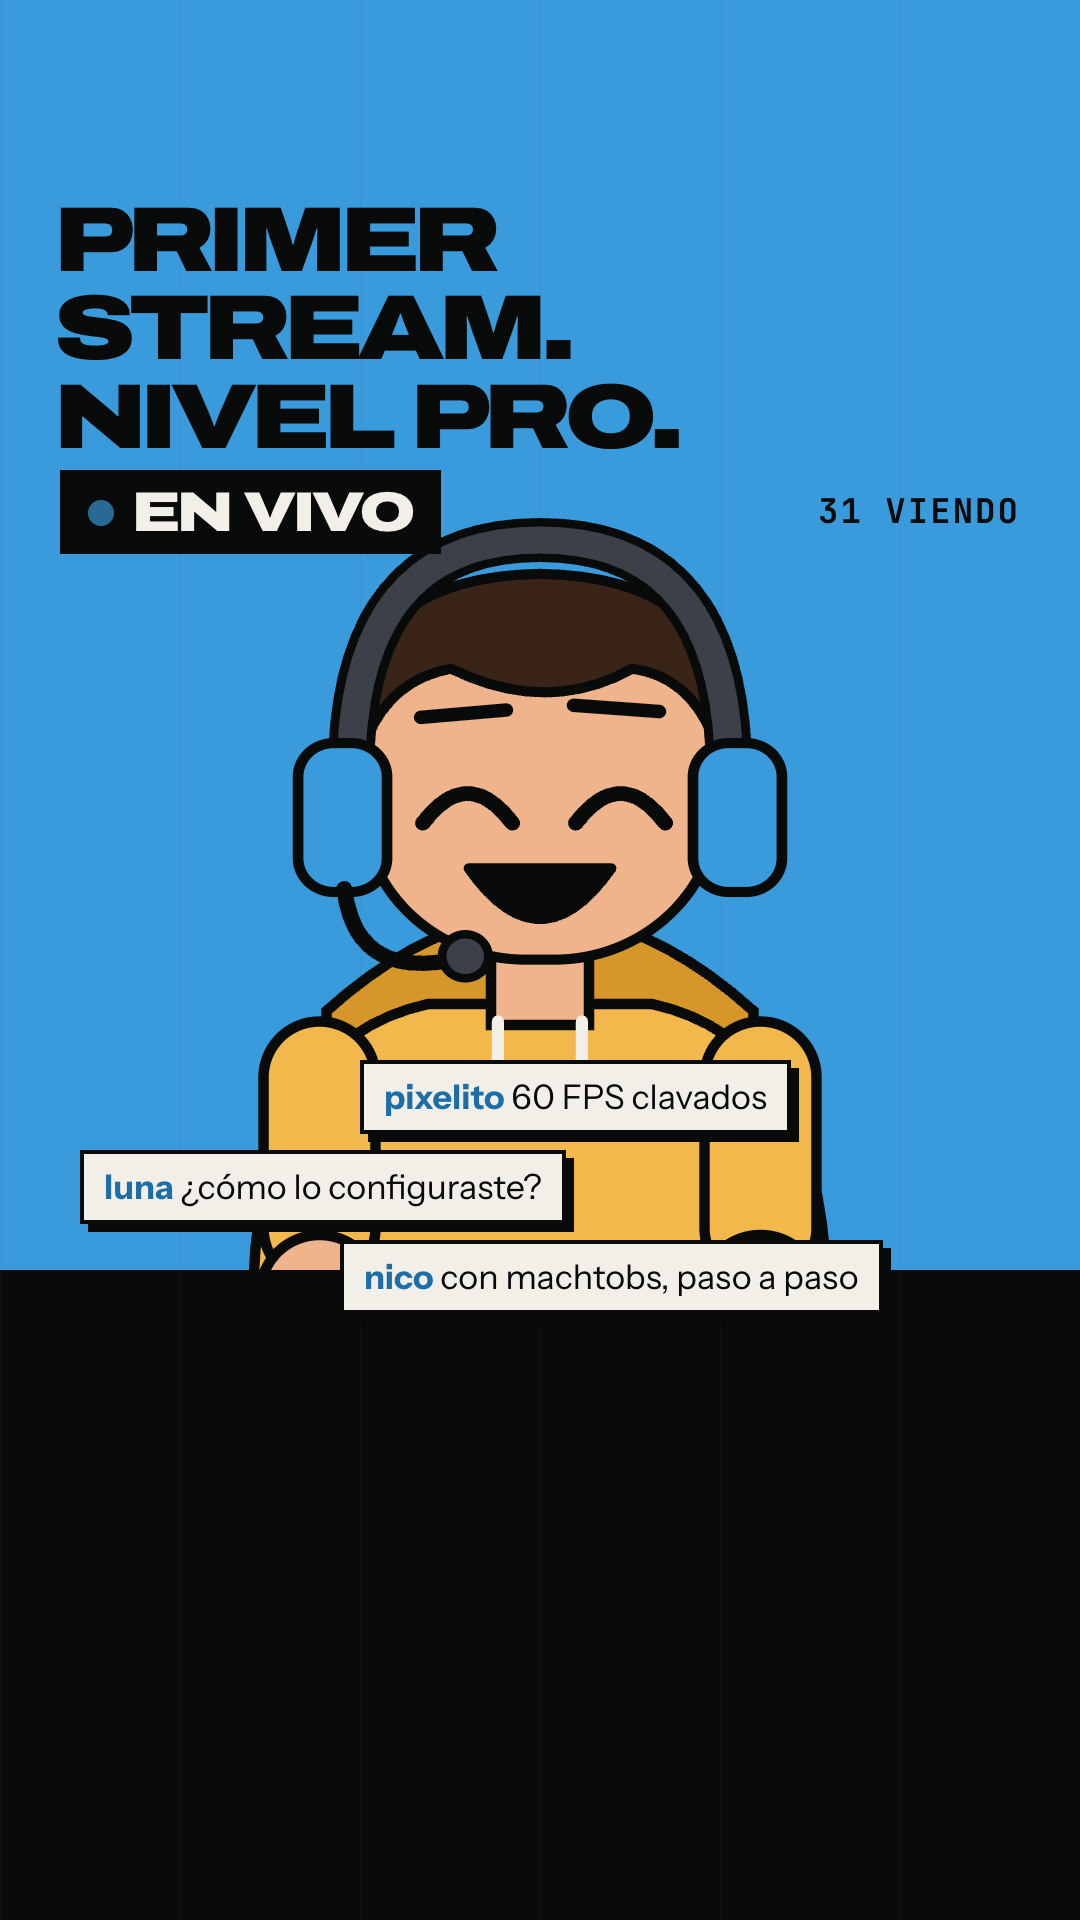 PRIMER
STREAM.
NIVEL PRO.
EN VIVO
31 VIENDO
pixelito 60 FPS clavados
luna ¿cómo lo configuraste?
nico con machtobs, paso a paso